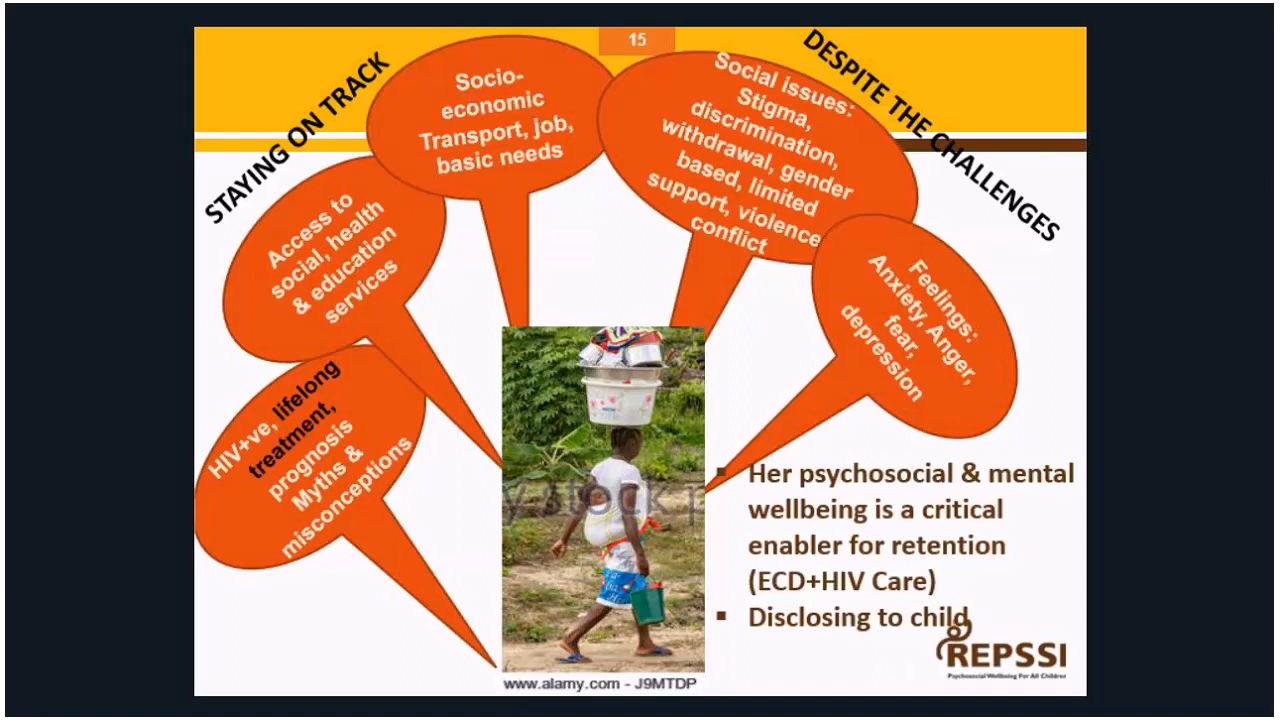 15
STAYING ON TRACK
DESPITE THE CHALLENGES
HIV+ve, lifelong
treatment,
prognosis
Myths &
misconceptions
Access to
social, health
& education
services
Socio-
economic
Transport, job,
basic needs
Social issues:
Stigma,
discrimination,
withdrawal, gender
based, limited
support, violence
conflict
Feelings:
Anxiety, Anger,
fear,
depression
y stock p
www.alamy.com - J9MTDP
▪ Her psychosocial & mental
wellbeing is a critical
enabler for retention
(ECD+HIV Care)
▪ Disclosing to child
REPSSI
Psychosocial Wellbeing For All Children